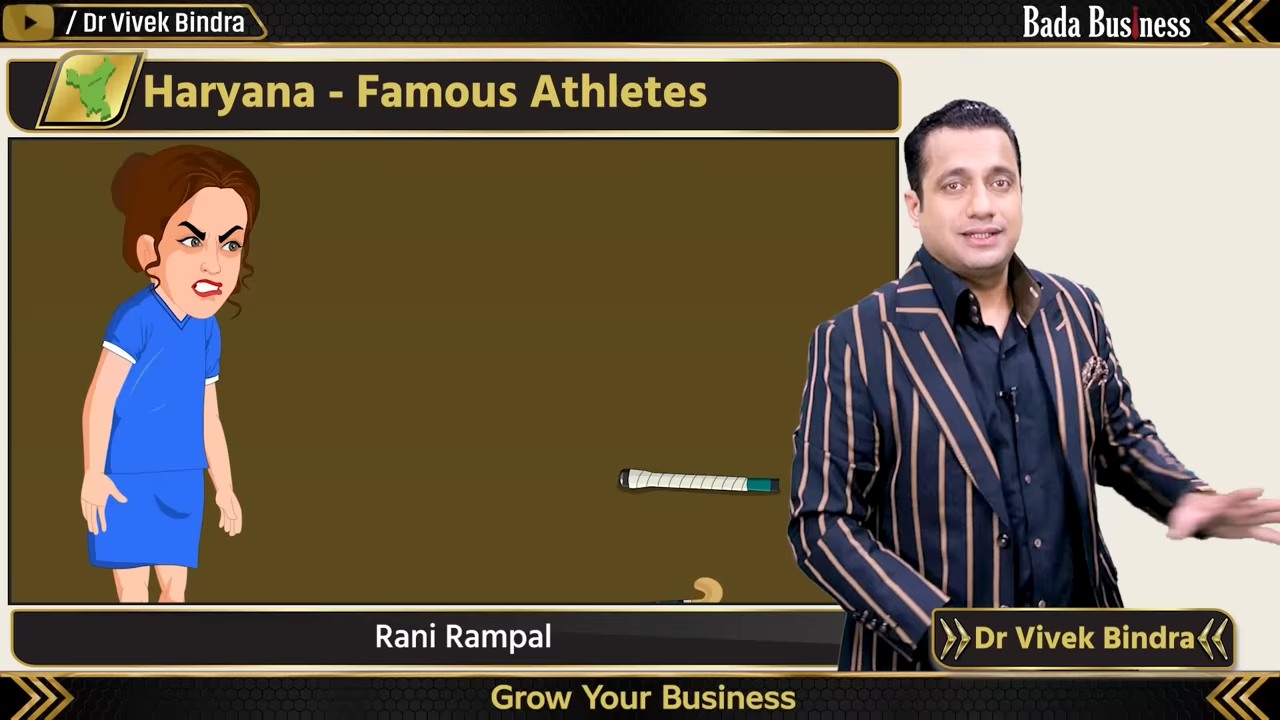 / Dr Vivek Bindra
Bada Business
Haryana - Famous Athletes
Rani Rampal
Dr Vivek Bindra
Grow Your Business